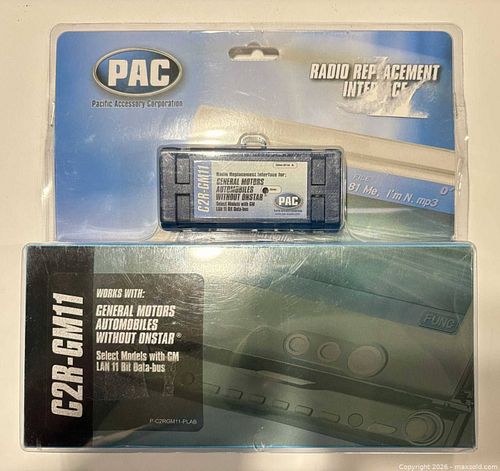 PAC
Pacific Accessory Corporation
RADIO REPLACEMENT
INTERFACE
C2R-GM11
Radio Replacement Interface for:
GENERAL MOTORS
AUTOMOBILES
WITHOUT ONSTAR
Select Models with GM
LAN 11 Bit Data-bus
PAC
FILE
81 Me, I'm N.mp3
C2R-GM11
WORKS WITH:
GENERAL MOTORS
AUTOMOBILES
WITHOUT ONSTAR®
Select Models with GM
LAN 11 Bit Data-bus
P-C2RGM11-PLAB
FUNC
Copyright 2026 - maxsold.com